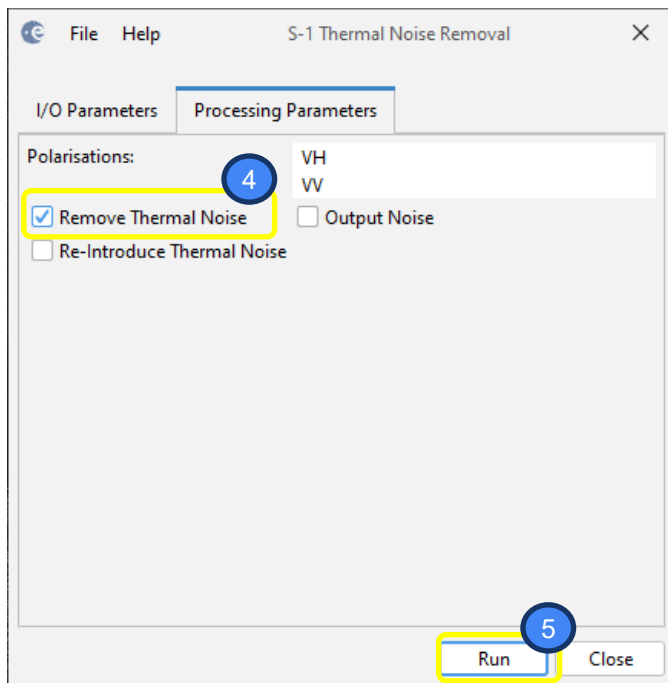 File Help S-1 Thermal Noise Removal
I/O Parameters Processing Parameters
Polarisations: VH
VV
4
Remove Thermal Noise Output Noise
Re-Introduce Thermal Noise
5
Run Close